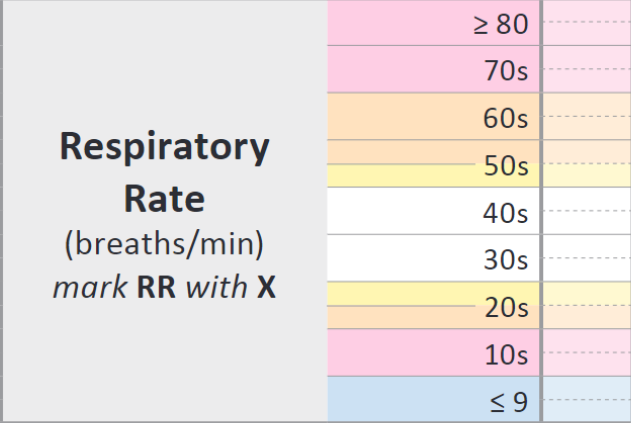 Respiratory
Rate
(breaths/min)
mark RR with X
≥ 80
70s
60s
50s
40s
30s
20s
10s
≤ 9